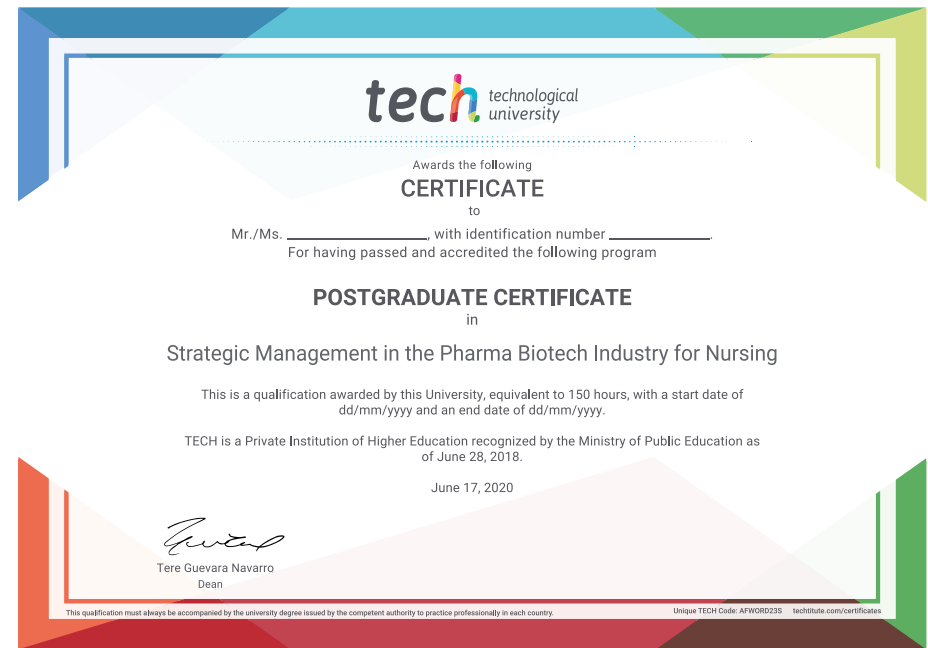 tech technological
university
Awards the following
CERTIFICATE
to
Mr./Ms. ____________________, with identification number ______________.
For having passed and accredited the following program
POSTGRADUATE CERTIFICATE
in
Strategic Management in the Pharma Biotech Industry for Nursing
This is a qualification awarded by this University, equivalent to 150 hours, with a start date of
dd/mm/yyyy and an end date of dd/mm/yyyy.
TECH is a Private Institution of Higher Education recognized by the Ministry of Public Education as
of June 28, 2018.
June 17, 2020
Tere Guevara Navarro
Dean
This qualification must always be accompanied by the university degree issued by the competent authority to practice professionally in each country.
Unique TECH Code: AFWORD23S techtitute.com/certificates